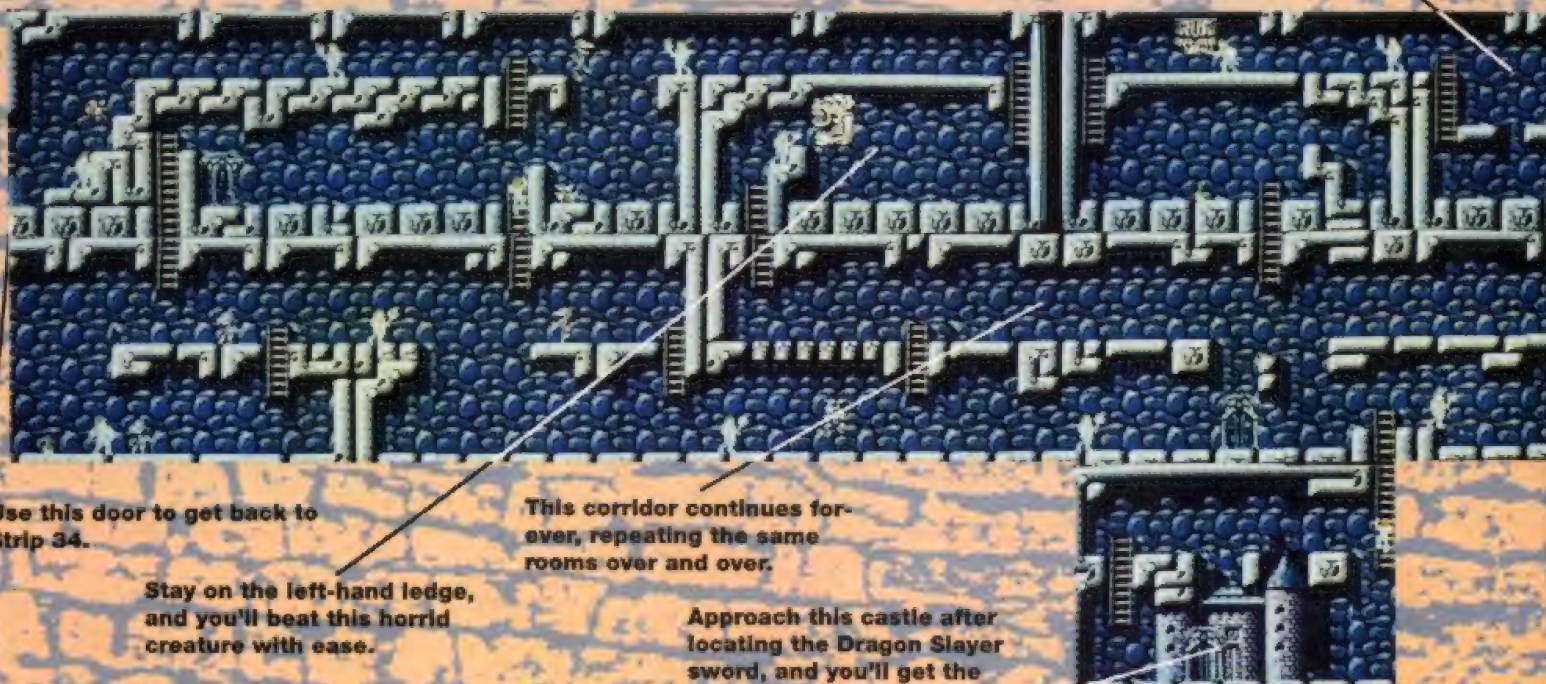 Use this door to get back to
Strip 34.
Stay on the left-hand ledge,
and you'll beat this horrid
creature with ease.
This corridor continues for-
ever, repeating the same
rooms over and over.
Approach this castle after
locating the Dragon Slayer
sword, and you'll get the